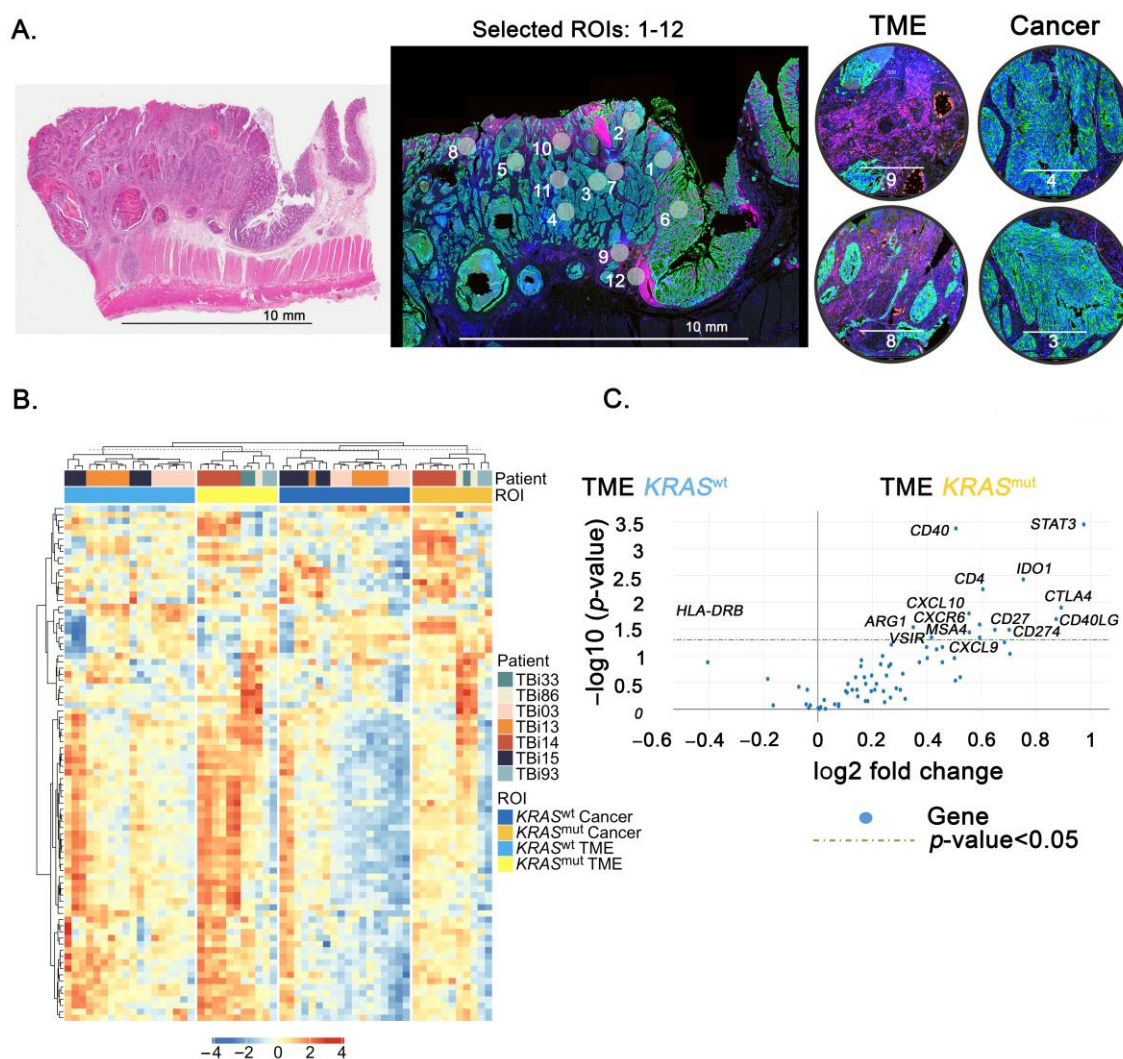 A.
Selected ROIs: 1-12
TME
Cancer
10 mm
8
5
10
2
1
11
3
7
4
6
9
12
10 mm
9
4
8
3
B.
Patient
ROI
Patient
TBi33
TBi86
TBi03
TBi13
TBi14
TBi15
TBi93
ROI
KRASwt Cancer
KRASmut Cancer
KRASwt TME
KRASmut TME
−4 −2 0 2 4
C.
TME KRASwt
TME KRASmut
−log10 (p-value)
3.5
3
2.5
2
1.5
1
0.5
0
CD40
STAT3
IDO1
CD4
CTLA4
HLA-DRB
CXCL10
ARG1
CXCR6
CD27
CD40LG
VSIR
MSA4
CD274
CXCL9
−0.6 −0.4 −0.2 0 0.2 0.4 0.6 0.8 1
log2 fold change
Gene
p-value<0.05